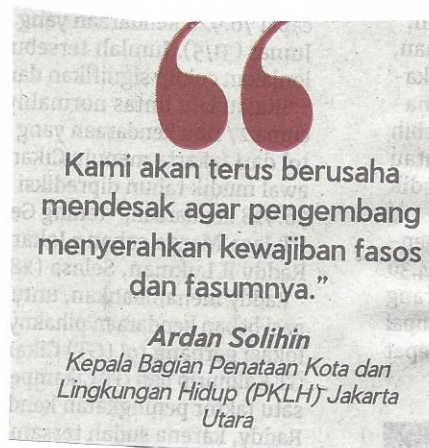 Kami akan terus berusaha
mendesak agar pengembang
menyerahkan kewajiban fasos
dan fasumnya.”
Ardan Solihin
Kepala Bagian Penataan Kota dan
Lingkungan Hidup (PKLH) Jakarta
Utara